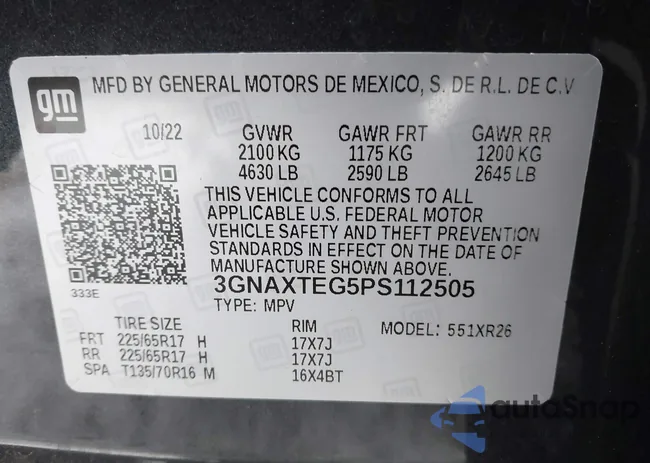 gm
MFD BY GENERAL MOTORS DE MEXICO, S. DE R.L. DE C.V
10/22 GVWR GAWR FRT GAWR RR
2100 KG 1175 KG 1200 KG
4630 LB 2590 LB 2645 LB
THIS VEHICLE CONFORMS TO ALL
APPLICABLE U.S. FEDERAL MOTOR
VEHICLE SAFETY AND THEFT PREVENTION
STANDARDS IN EFFECT ON THE DATE OF
MANUFACTURE SHOWN ABOVE.
333E
3GNAXTEG5PS112505
TYPE: MPV
TIRE SIZE RIM MODEL: 551XR26
FRT 225/65R17 H 17X7J
RR 225/65R17 H 17X7J
SPA T135/70R16 M 16X4BT
autoSnap